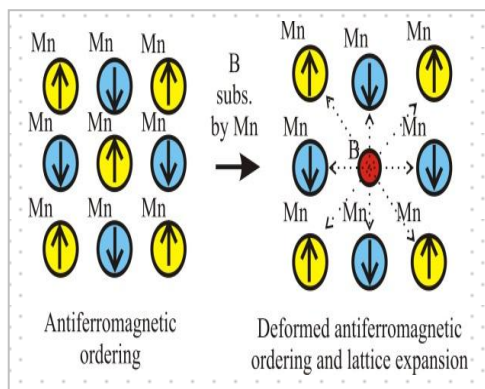 Mn Mn Mn
Mn Mn Mn
Mn Mn Mn
Antiferromagnetic
ordering
B
subs.
by Mn
Mn Mn Mn
Mn B Mn
Mn Mn Mn
Deformed antiferromagnetic
ordering and lattice expansion